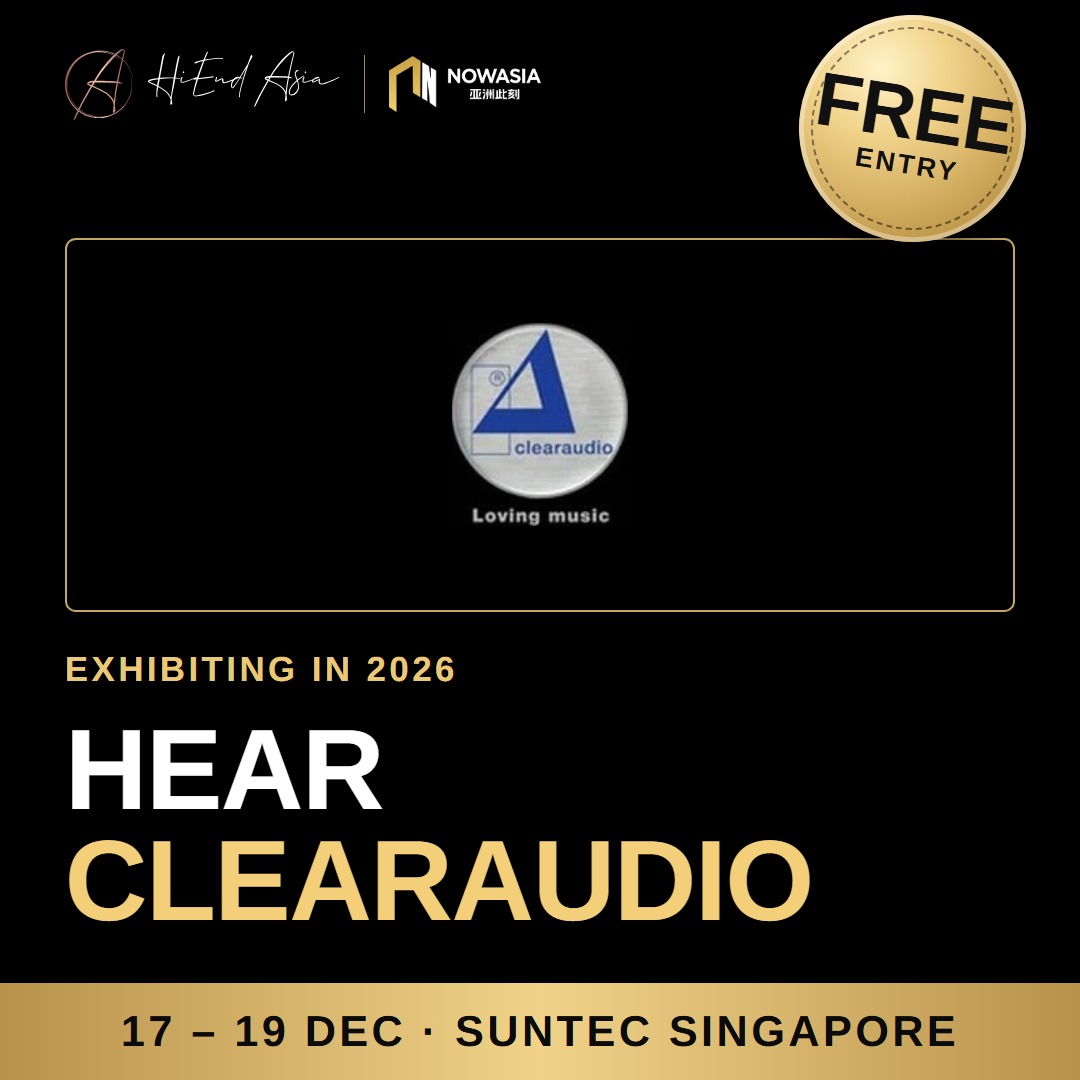 A HiEnd Asia
NOWASIA
亚洲此刻
FREE
ENTRY
®
clearaudio
Loving music
EXHIBITING IN 2026
HEAR
CLEARAUDIO
17 – 19 DEC · SUNTEC SINGAPORE